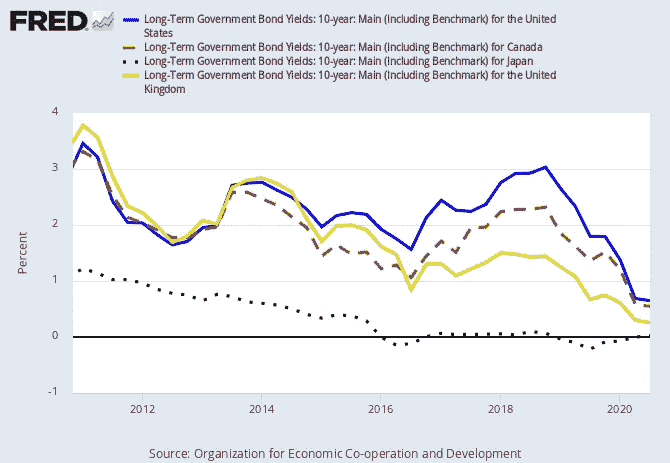 FRED
Long-Term Government Bond Yields: 10-year: Main (Including Benchmark) for the United
States
Long-Term Government Bond Yields: 10-year: Main (Including Benchmark) for Canada
Long-Term Government Bond Yields: 10-year: Main (Including Benchmark) for Japan
Long-Term Government Bond Yields: 10-year: Main (Including Benchmark) for the United
Kingdom
Percent
4
3
2
1
0
-1
2012
2014
2016
2018
2020
Source: Organization for Economic Co-operation and Development